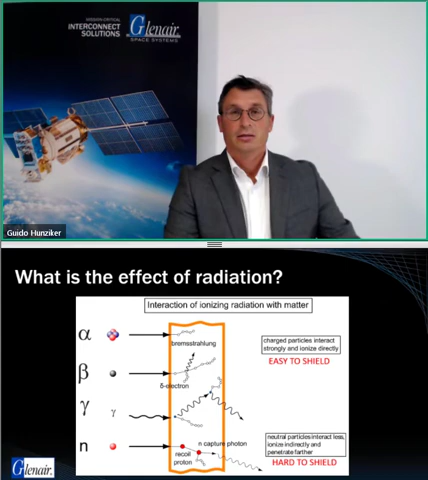 MISSION-CRITICAL
INTERCONNECT
SOLUTIONS
Glenair.
SPACE SYSTEMS
Guido Hunziker
What is the effect of radiation?
Interaction of ionizing radiation with matter
α
bremsstrahlung
charged particles interact
strongly and ionize directly
EASY TO SHIELD
β
δ-electron
γ
γ
n
n capture photon
recoil
proton
neutral particles interact less,
ionize indirectly and
penetrate farther
HARD TO SHIELD
Glenair.